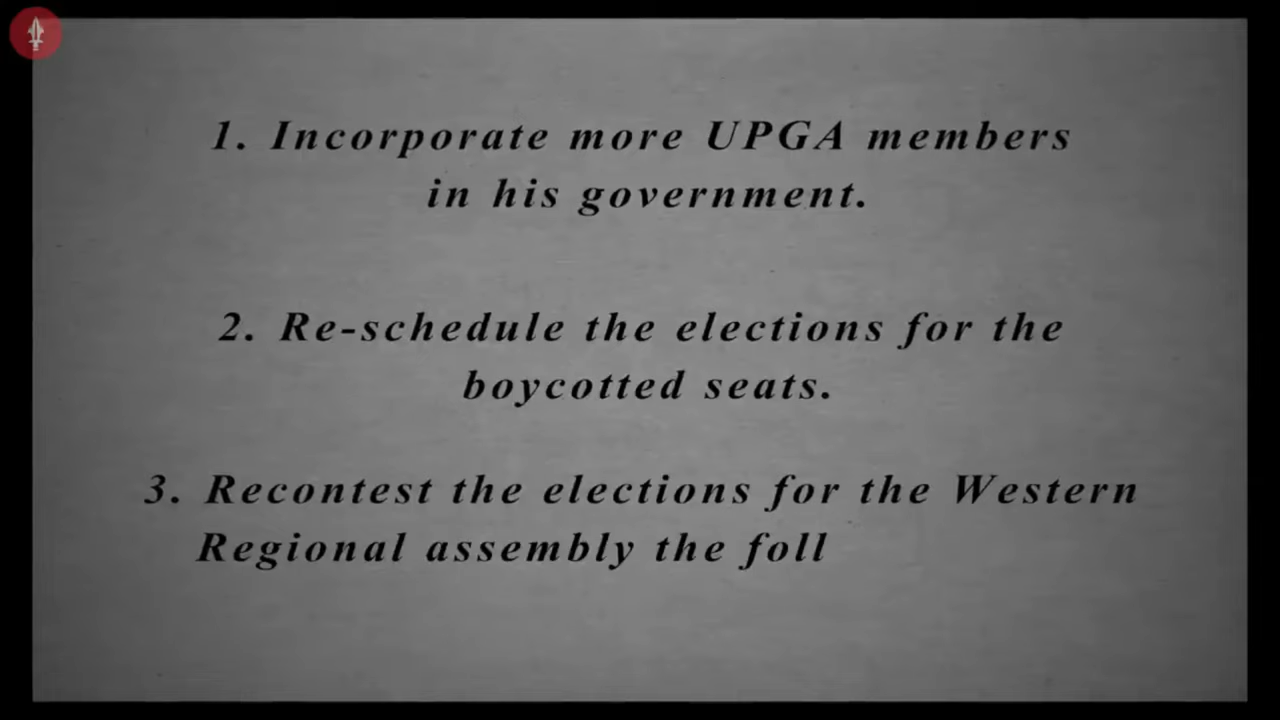 1. Incorporate more UPGA members
in his government.
2. Re-schedule the elections for the
boycotted seats.
3. Recontest the elections for the Western
Regional assembly the foll